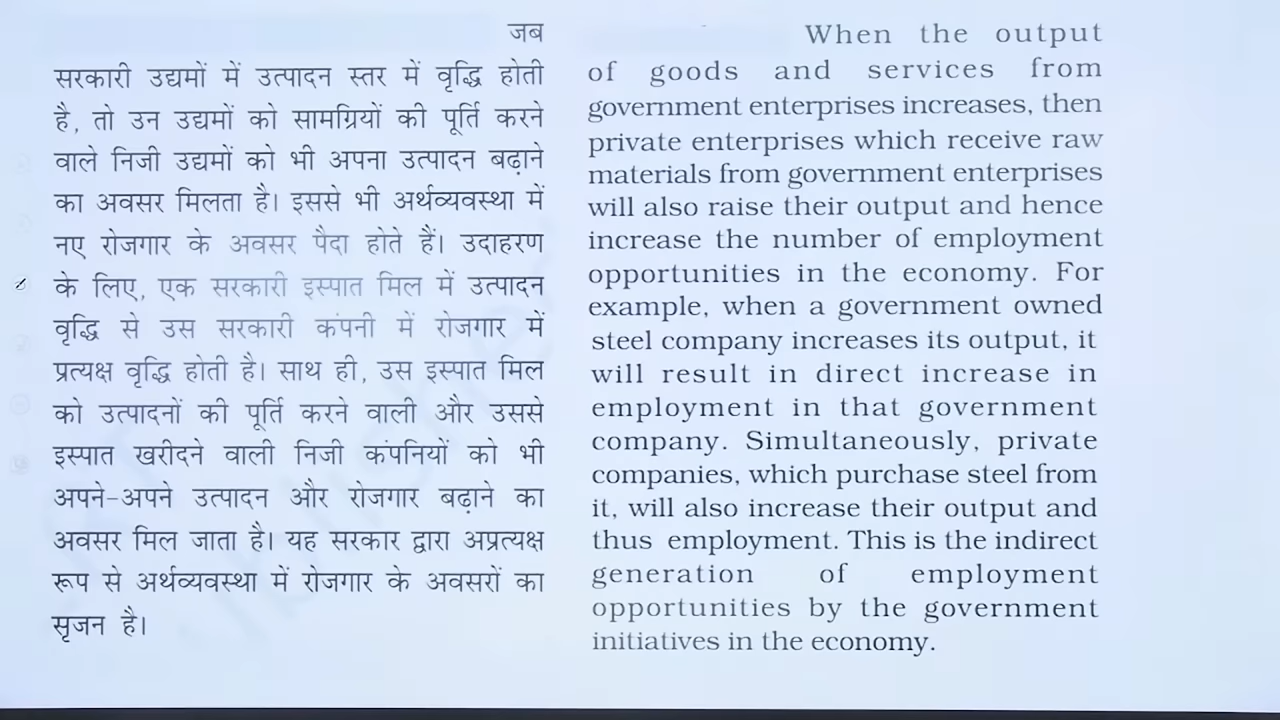 जब
सरकारी उद्यमों में उत्पादन स्तर में वृद्धि होती
है, तो उन उद्यमों को सामग्रियों की पूर्ति करने
वाले निजी उद्यमों को भी अपना उत्पादन बढ़ाने
का अवसर मिलता है। इससे भी अर्थव्यवस्था में
नए रोजगार के अवसर पैदा होते हैं। उदाहरण
के लिए, एक सरकारी इस्पात मिल में उत्पादन
वृद्धि से उस सरकारी कंपनी में रोजगार में
प्रत्यक्ष वृद्धि होती है। साथ ही, उस इस्पात मिल
को उत्पादनों की पूर्ति करने वाली और उससे
इस्पात खरीदने वाली निजी कंपनियों को भी
अपने-अपने उत्पादन और रोजगार बढ़ाने का
अवसर मिल जाता है। यह सरकार द्वारा अप्रत्यक्ष
रूप से अर्थव्यवस्था में रोजगार के अवसरों का
सृजन है।
When the output
of goods and services from
government enterprises increases, then
private enterprises which receive raw
materials from government enterprises
will also raise their output and hence
increase the number of employment
opportunities in the economy. For
example, when a government owned
steel company increases its output, it
will result in direct increase in
employment in that government
company. Simultaneously, private
companies, which purchase steel from
it, will also increase their output and
thus employment. This is the indirect
generation of employment
opportunities by the government
initiatives in the economy.